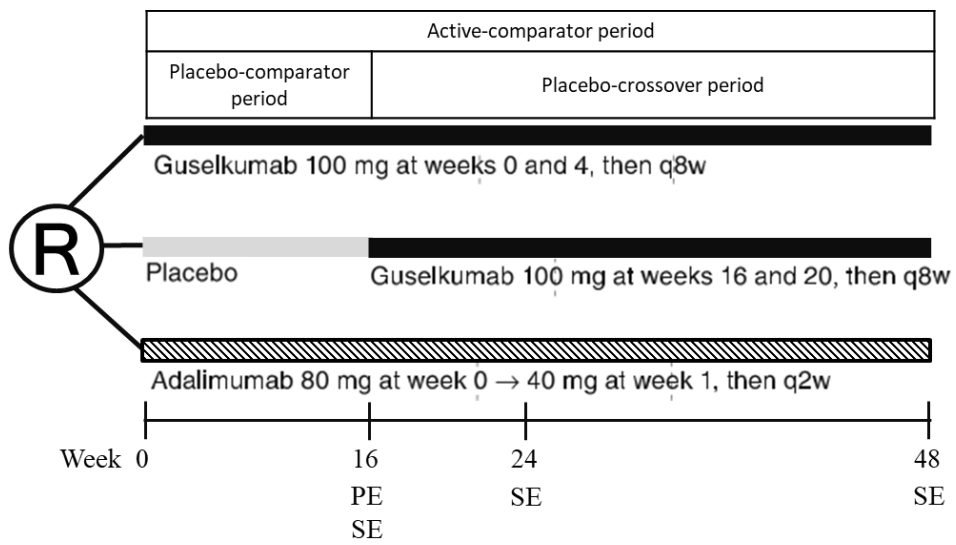 Active-comparator period
Placebo-comparator
period
Placebo-crossover period
Guselkumab 100 mg at weeks 0 and 4, then q8w
R
Placebo
Guselkumab 100 mg at weeks 16 and 20, then q8w
Adalimumab 80 mg at week 0 → 40 mg at week 1, then q2w
Week 0 16 24 48
PE SE SE
SE